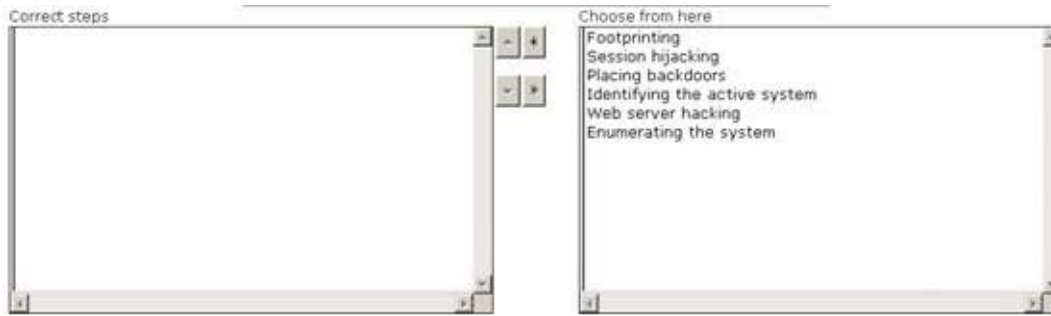 Correct steps
Choose from here
Footprinting
Session hijacking
Placing backdoors
Identifying the active system
Web server hacking
Enumerating the system